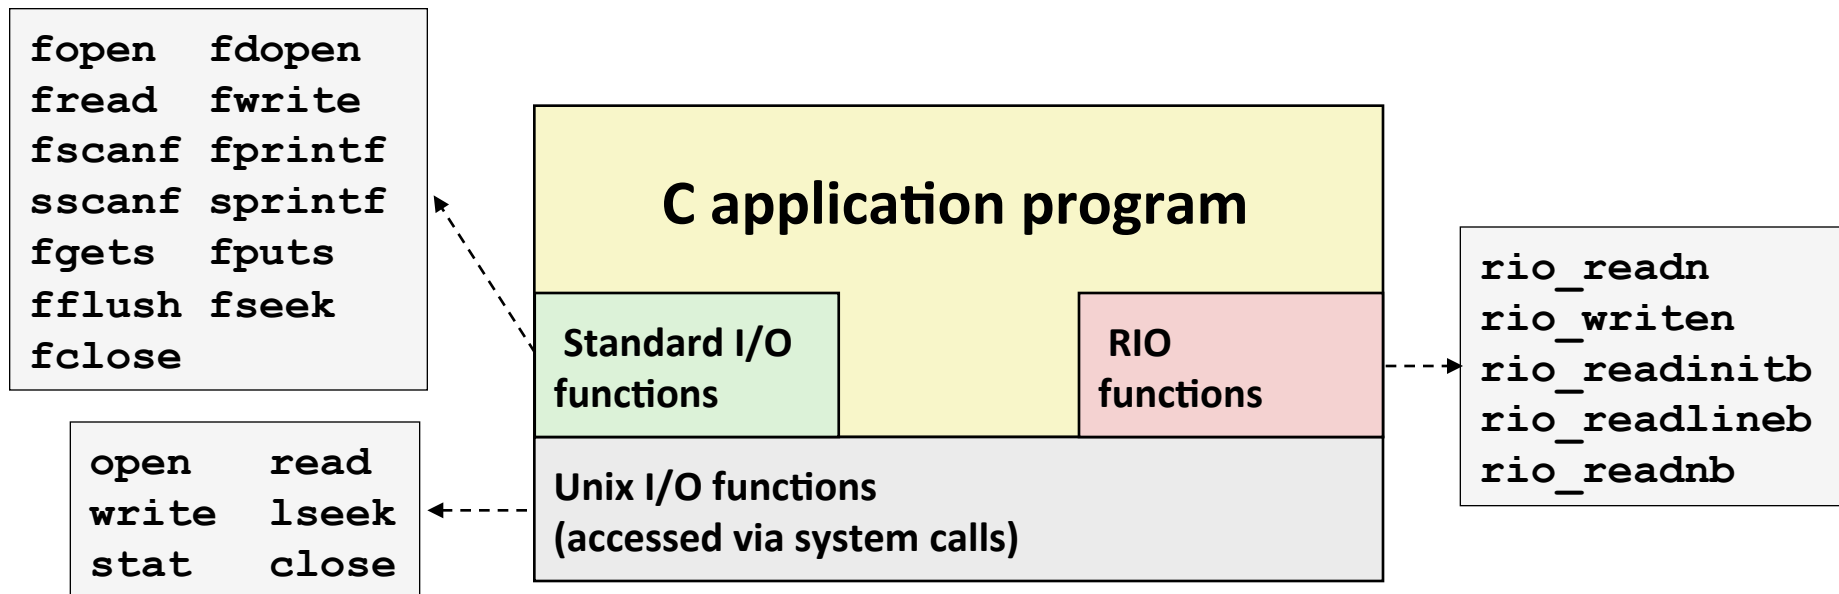 fopen fdopen
fread fwrite
fscanf fprintf
sscanf sprintf
fgets fputs
fflush fseek
fclose
C application program
Standard I/O
functions
RIO
functions
rio_readn
rio_writen
rio_readinitb
rio_readlineb
rio_readnb
open read
write lseek
stat close
Unix I/O functions
(accessed via system calls)